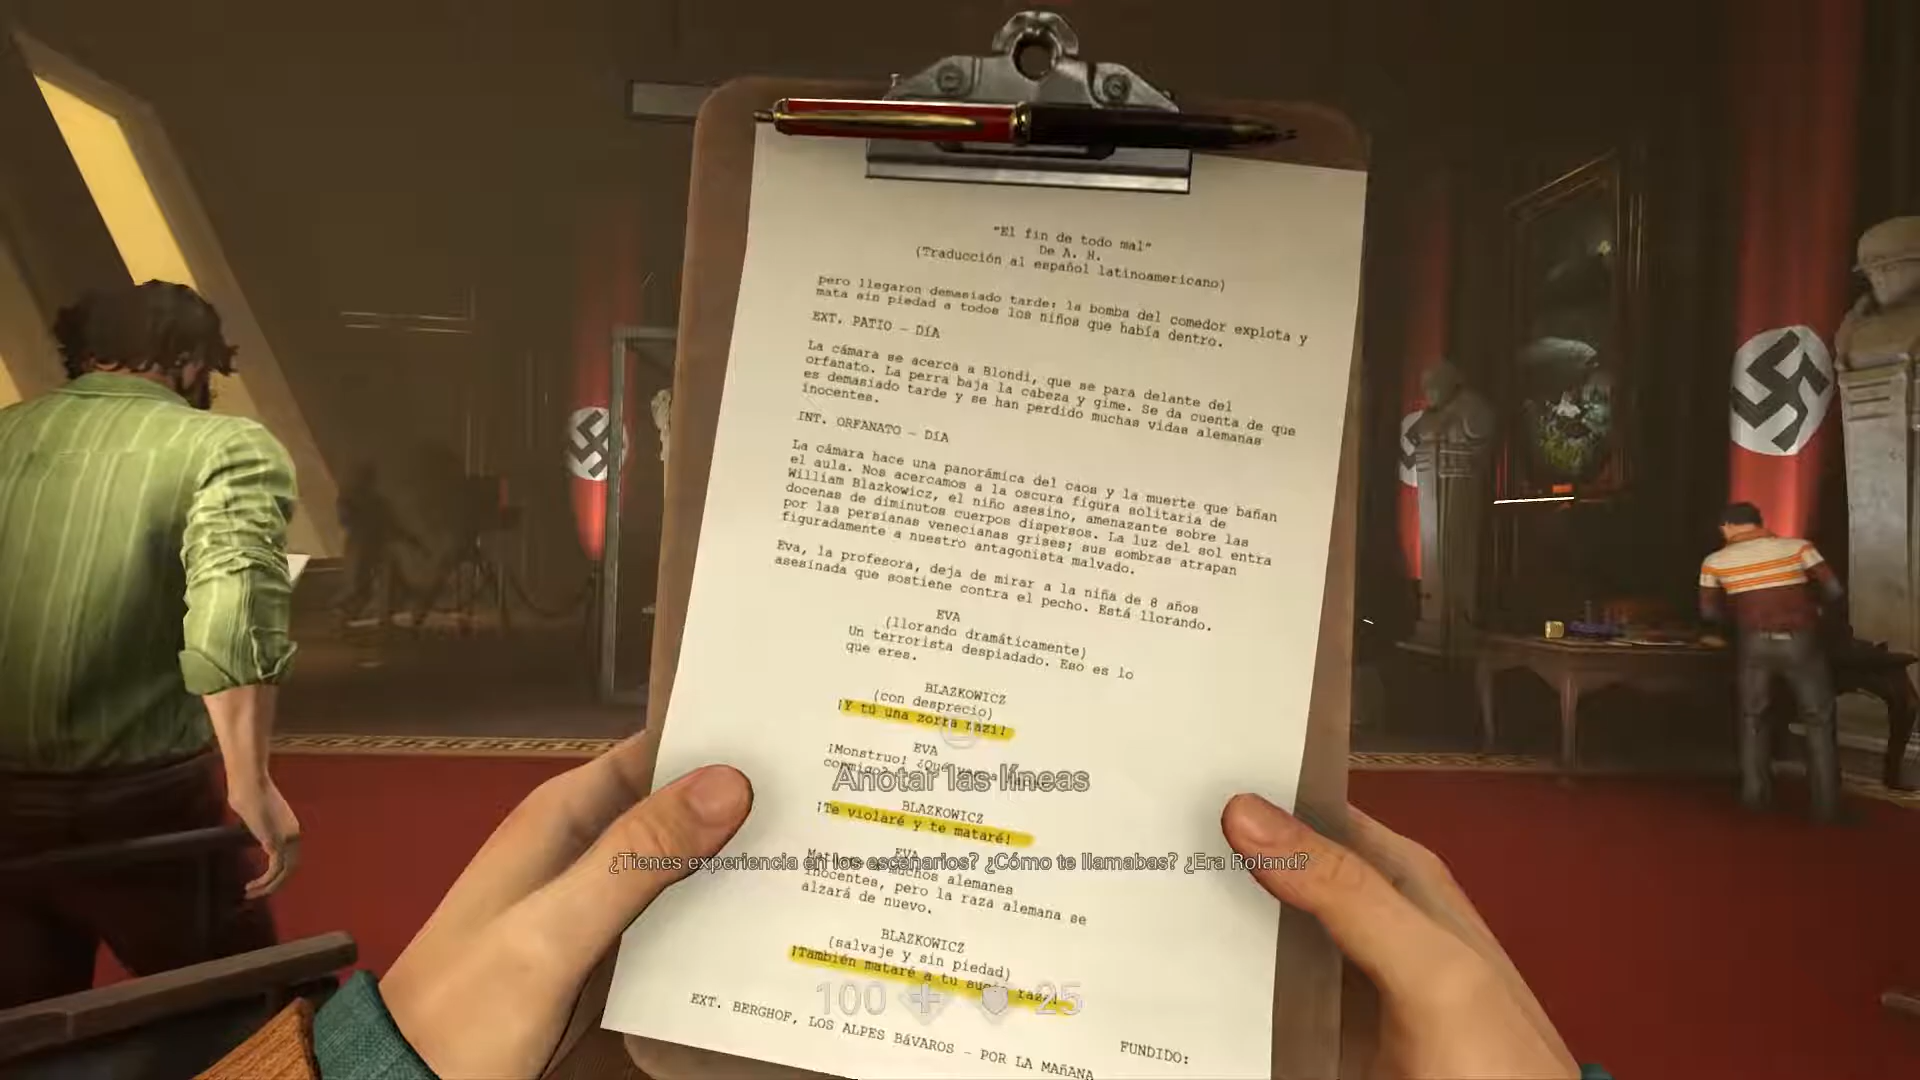 "El fin de todo mal"
De A. H.
(Traducción al español latinoamericano)
pero llegaron demasiado tarde: la bomba del comedor explota y
mata sin piedad a todos los niños que había dentro.
EXT. PATIO - DíA
La cámara se acerca a Blondi, que se para delante del
orfanato. La perra baja la cabeza y gime. Se da cuenta de que
es demasiado tarde y se han perdido muchas vidas alemanas
inocentes.
INT. ORFANATO - DíA
La cámara hace una panorámica del caos y la muerte que bañan
el aula. Nos acercamos a la oscura figura solitaria de
William Blazkowicz, el niño asesino, amenazante sobre las
docenas de diminutos cuerpos dispersos. La luz del sol entra
por las persianas venecianas grises; sus sombras atrapan
figuradamente a nuestro antagonista malvado.
Eva, la profesora, deja de mirar a la niña de 8 años
asesinada que sostiene contra el pecho. Está llorando.
EVA
(llorando dramáticamente)
Un terrorista despiadado. Eso es lo
que eres.
BLAZKOWICZ
(con desprecio)
¡Y tú una zorra nazi!
EVA
¡Monstruo! ¿Qué
Anotar las líneas
BLAZKOWICZ
¡Te violaré y te mataré!
EVA
¿Tienes experiencia en los escenarios? ¿Cómo te llamabas? ¿Era Roland?
muchos alemanes
inocentes, pero la raza alemana se
alzará de nuevo.
BLAZKOWICZ
(salvaje y sin piedad)
¡También mataré a tu sucia raza!
100 25
EXT. BERGHOF, LOS ALPES BáVAROS - POR LA MAñANA
FUNDIDO: